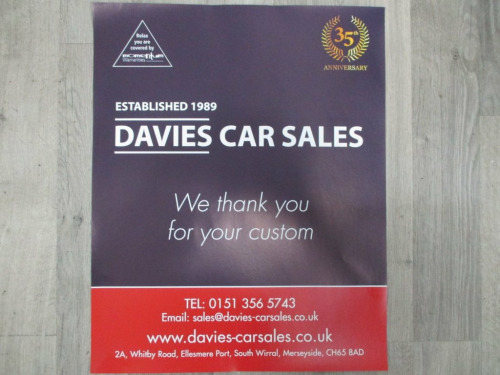 Relax
you are
covered by
momentum
Warranties
35th
ANNIVERSARY
ESTABLISHED 1989
DAVIES CAR SALES
We thank you
for your custom
TEL: 0151 356 5743
Email: sales@davies-carsales.co.uk
www.davies-carsales.co.uk
2A, Whitby Road, Ellesmere Port, South Wirral, Merseyside, CH65 8AD